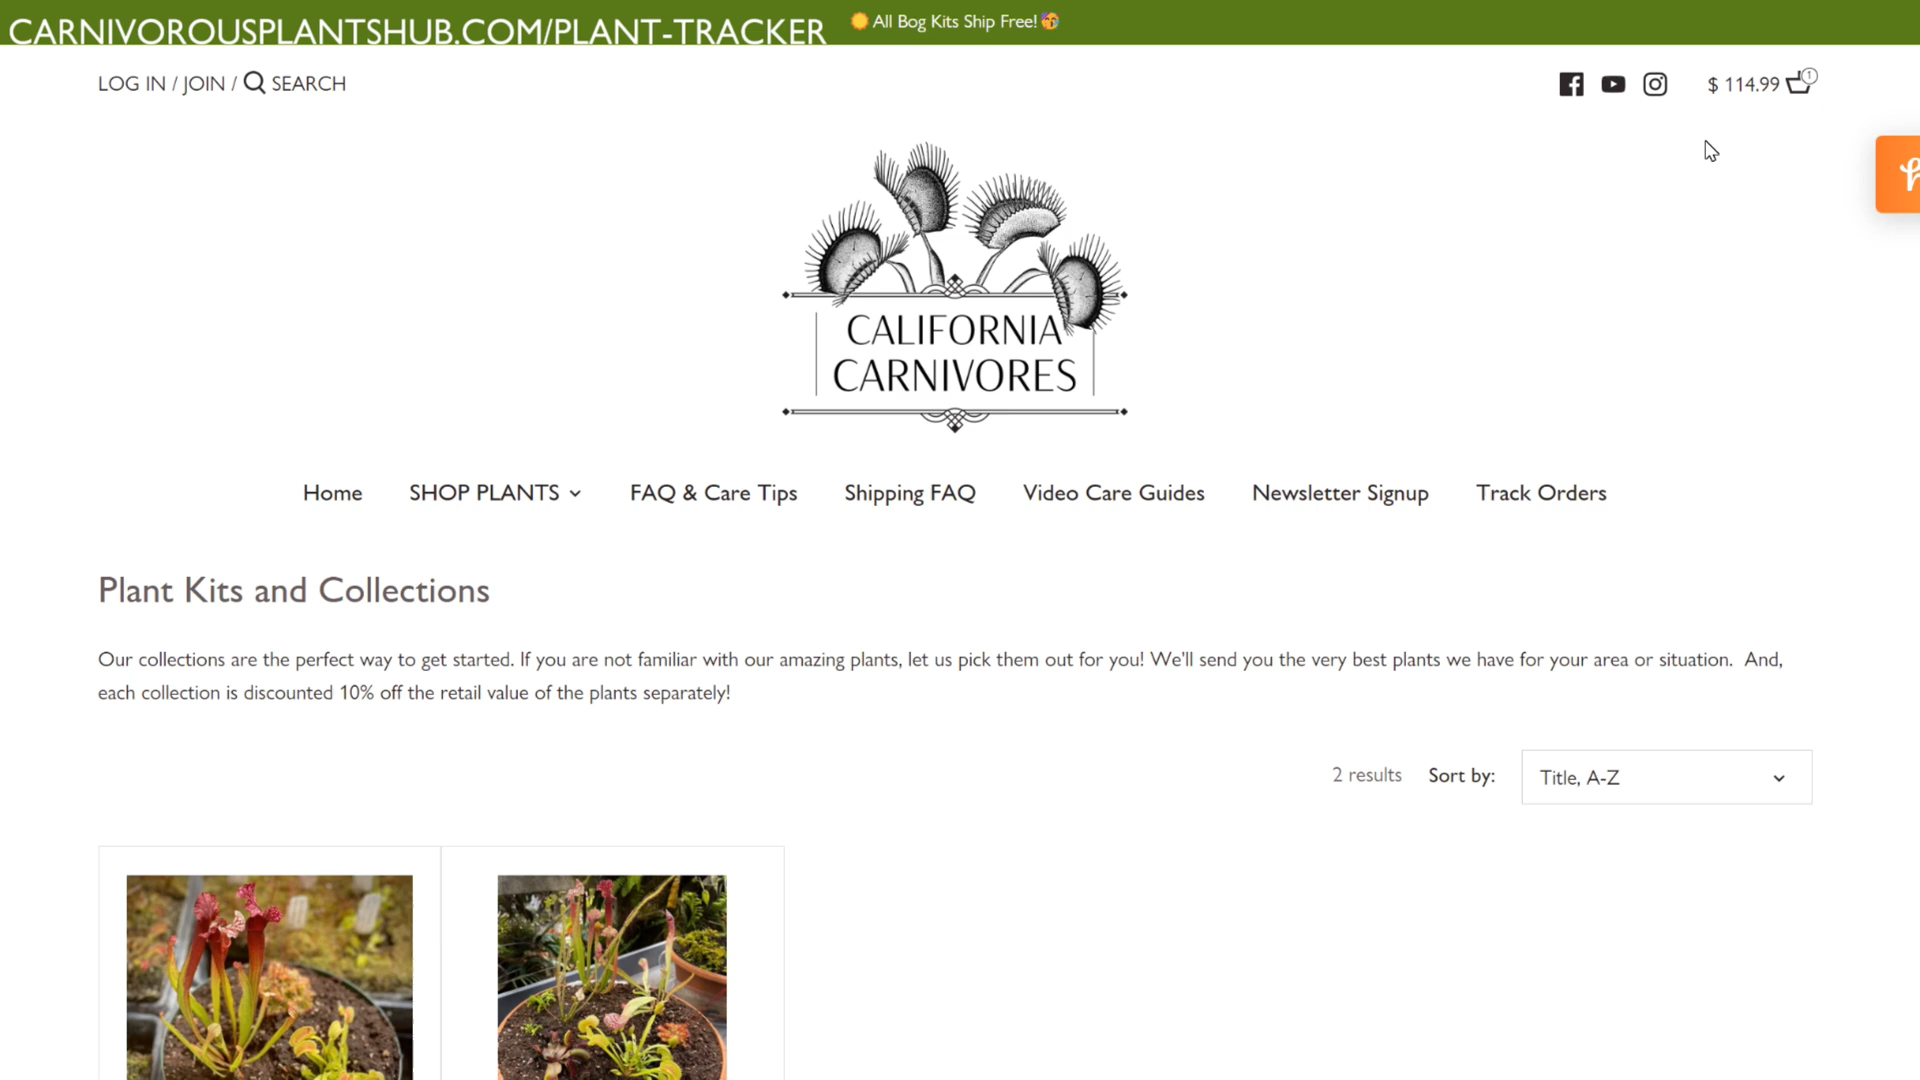 CARNIVOROUSPLANTSHUB.COM/PLANT-TRACKER
All Bog Kits Ship Free!
LOG IN / JOIN / SEARCH
$ 114.99 1
CALIFORNIA
CARNIVORES
Home SHOP PLANTS FAQ & Care Tips Shipping FAQ Video Care Guides Newsletter Signup Track Orders
Plant Kits and Collections
Our collections are the perfect way to get started. If you are not familiar with our amazing plants, let us pick them out for you! We'll send you the very best plants we have for your area or situation. And,
each collection is discounted 10% off the retail value of the plants separately!
2 results Sort by: Title, A-Z